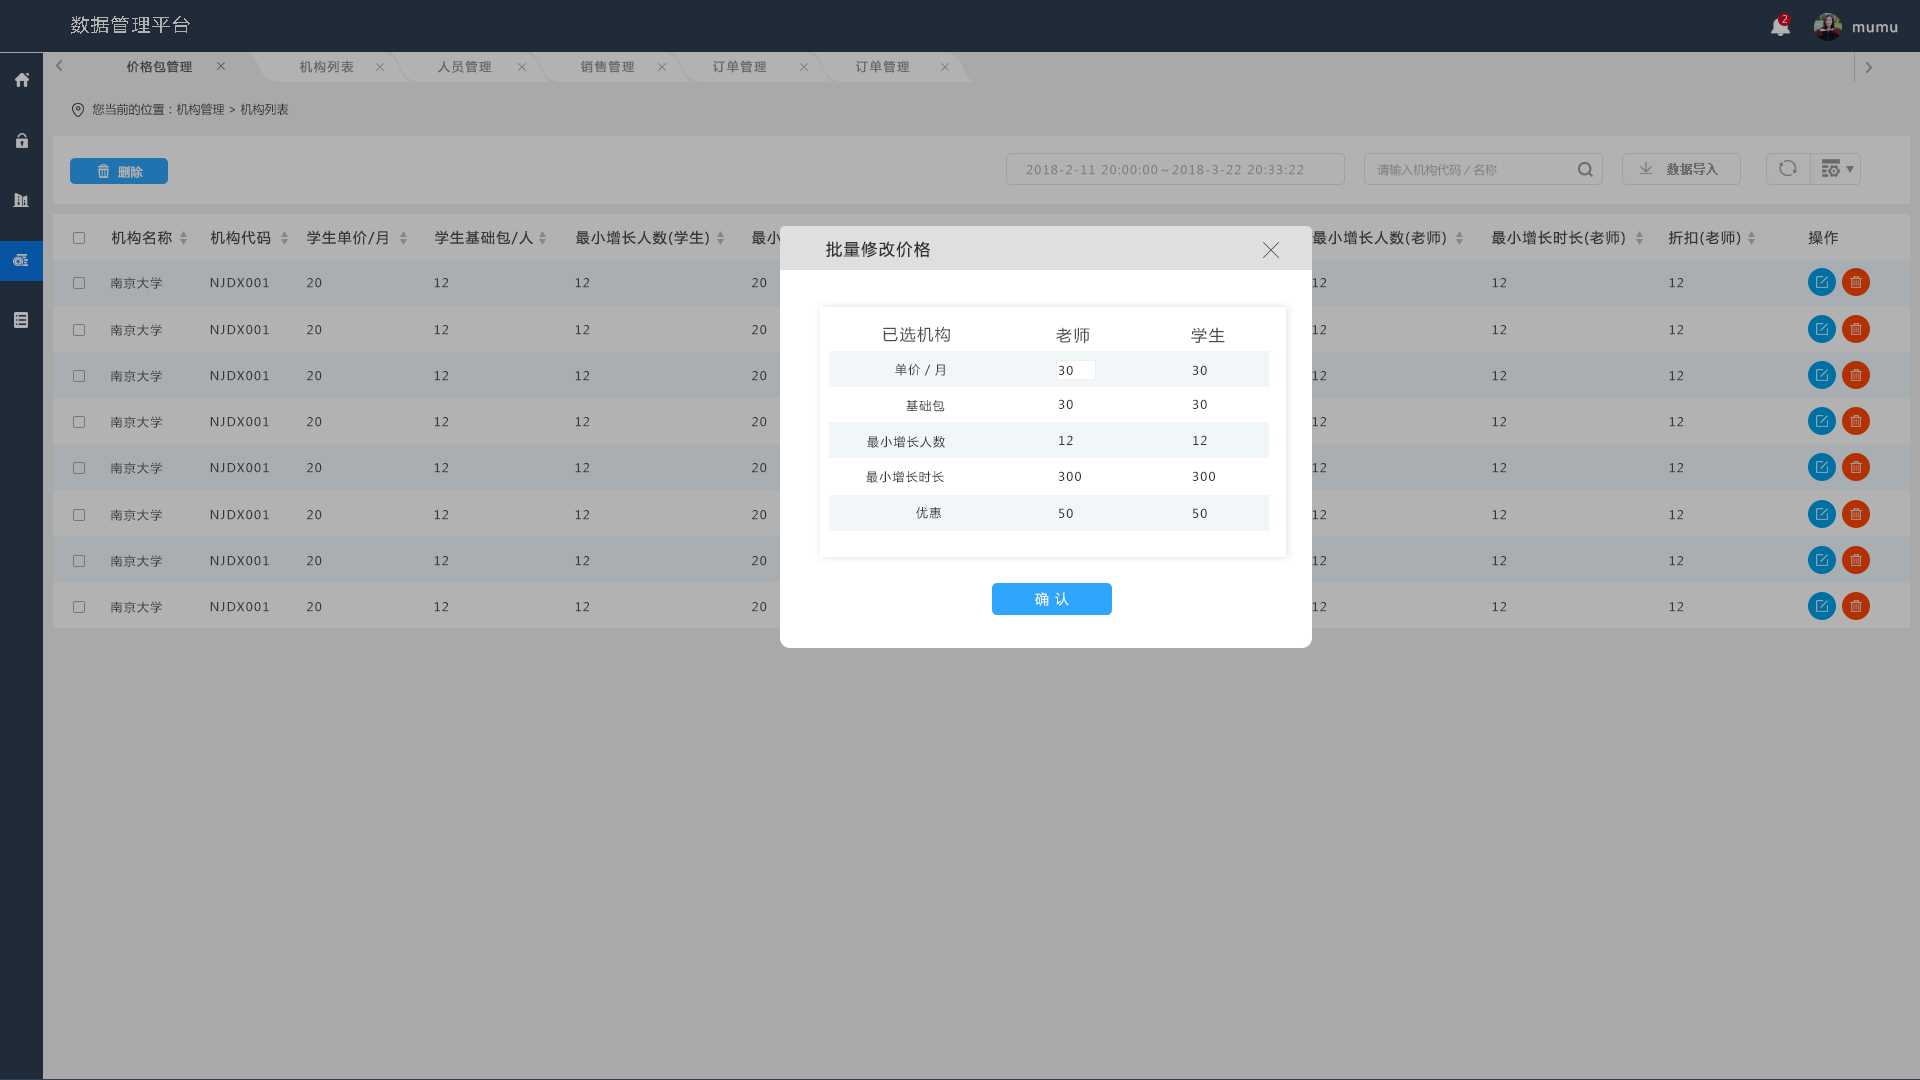 数据管理平台
2
mumu
价格包管理 机构列表 人员管理 销售管理 订单管理 订单管理
您当前的位置：机构管理 > 机构列表
删除
2018-2-11 20:00:00～2018-3-22 20:33:22
请输入机构代码 / 名称
数据导入
机构名称 机构代码 学生单价/月 学生基础包/人 最小增长人数(学生) 最小 最小增长人数(老师) 最小增长时长(老师) 折扣(老师) 操作
南京大学 NJDX001 20 12 12 20 12 12 12
南京大学 NJDX001 20 12 12 20 12 12 12
南京大学 NJDX001 20 12 12 20 12 12 12
南京大学 NJDX001 20 12 12 20 12 12 12
南京大学 NJDX001 20 12 12 20 12 12 12
南京大学 NJDX001 20 12 12 20 12 12 12
南京大学 NJDX001 20 12 12 20 12 12 12
南京大学 NJDX001 20 12 12 20 12 12 12
批量修改价格
已选机构 老师 学生
单价 / 月 30 30
基础包 30 30
最小增长人数 12 12
最小增长时长 300 300
优惠 50 50
确 认